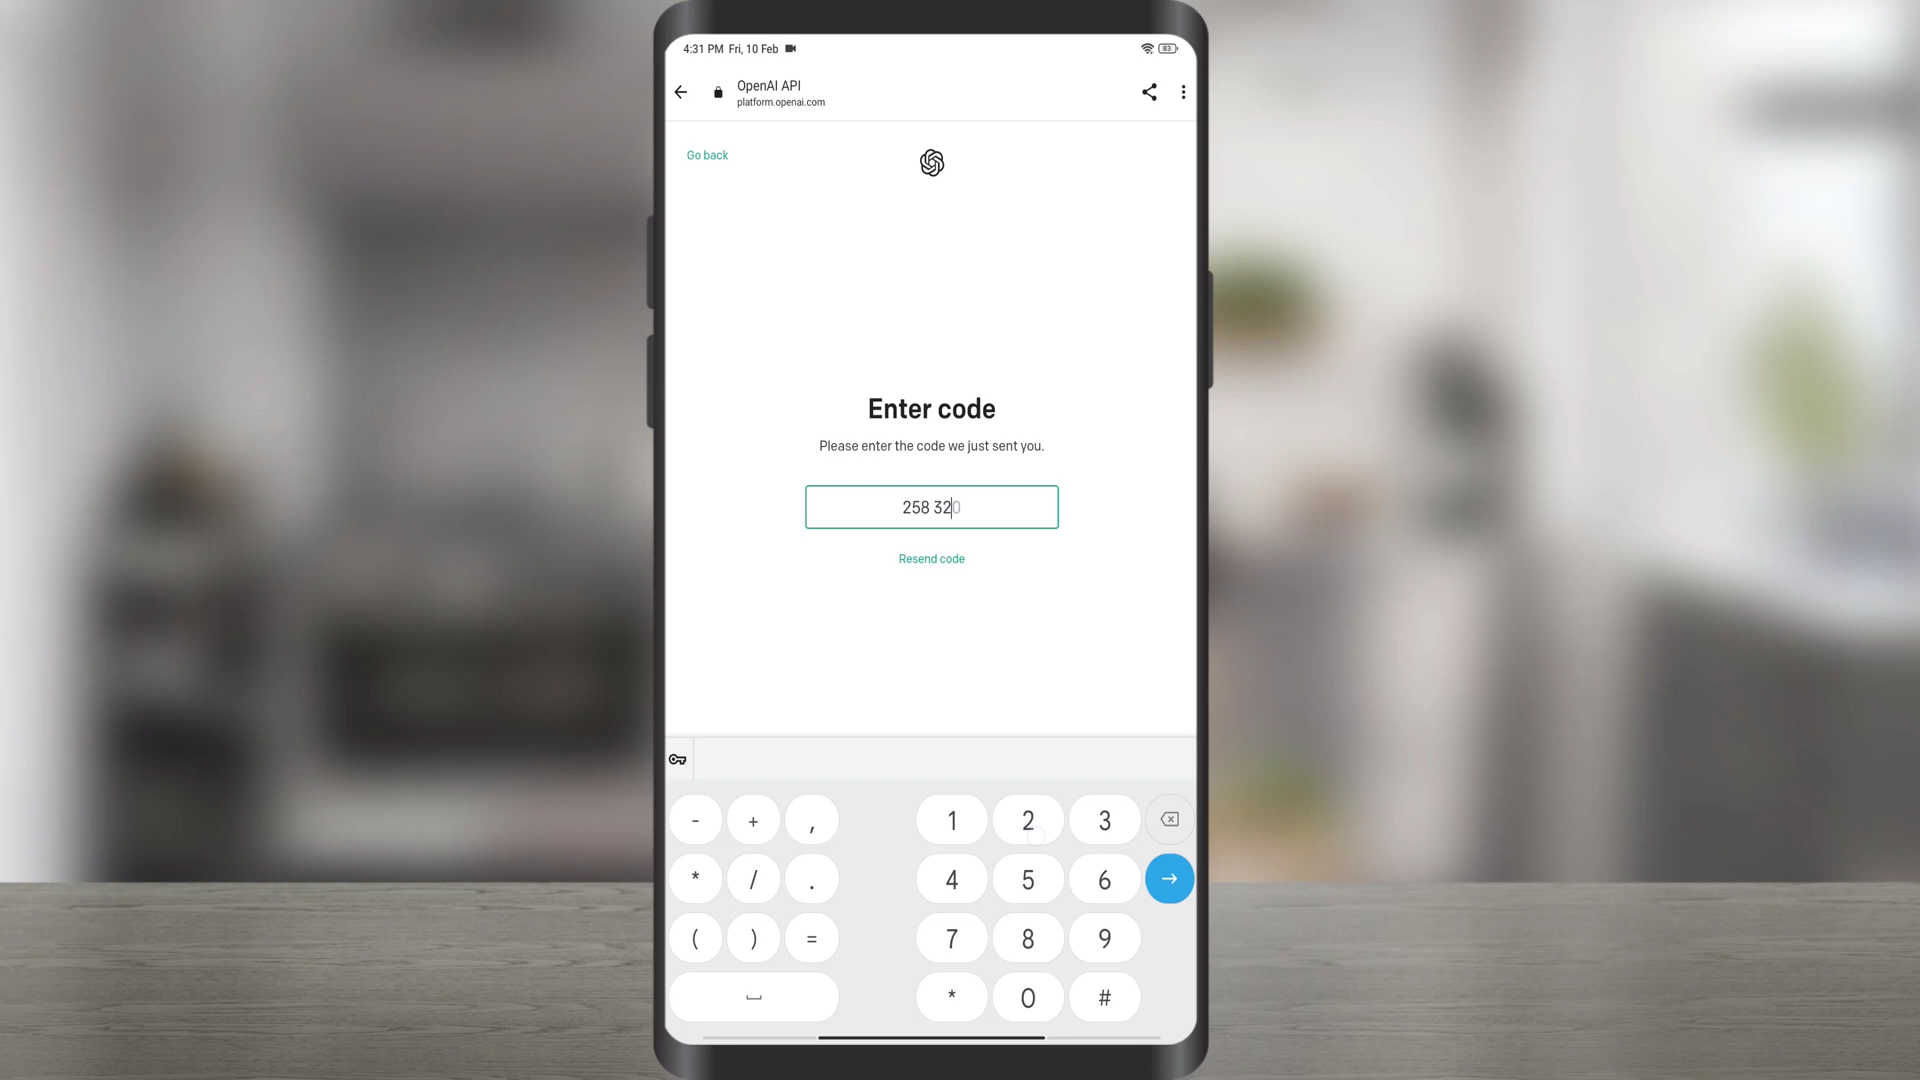 4:31 PM Fri, 10 Feb
83
OpenAI API
platform.openai.com
Go back
Enter code
Please enter the code we just sent you.
258 320
Resend code
- + , 1 2 3
* / . 4 5 6
( ) = 7 8 9
* 0 #